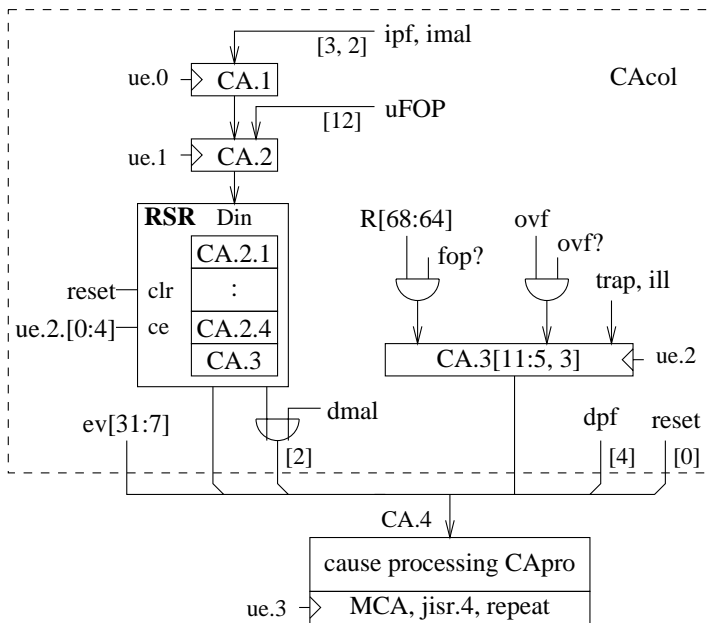 ipf, imal
[3, 2]
ue.0
CA.1
CAcol
uFOP
[12]
ue.1
CA.2
RSR Din
R[68:64]
ovf
CA.2.1
fop?
ovf?
reset
clr
:
trap, ill
ue.2.[0:4]
ce
CA.2.4
CA.3
CA.3[11:5, 3]
ue.2
dmal
ev[31:7]
dpf
reset
[2]
[4]
[0]
CA.4
cause processing CApro
ue.3
MCA, jisr.4, repeat